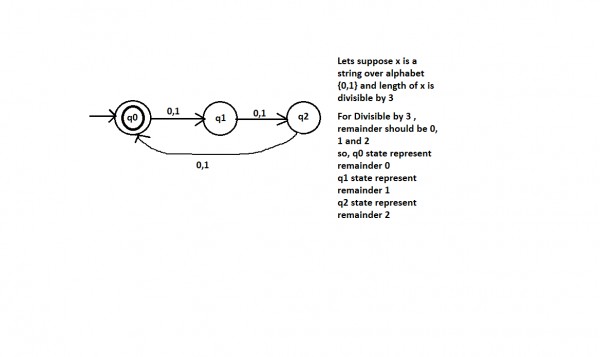 Lets suppose x is a
string over alphabet
{0,1} and length of x is
divisible by 3
For Divisible by 3 ,
remainder should be 0,
1 and 2
so, q0 state represent
remainder 0
q1 state represent
remainder 1
q2 state represent
remainder 2
q0
0,1
q1
0,1
q2
0,1